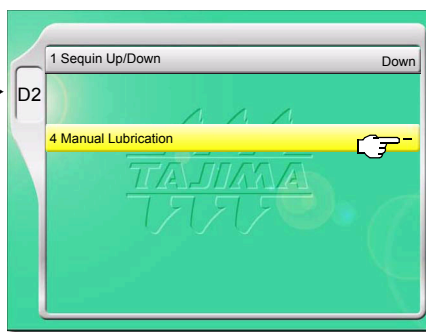 1 Sequin Up/Down Down
D2
4 Manual Lubrication -
TAJIMA